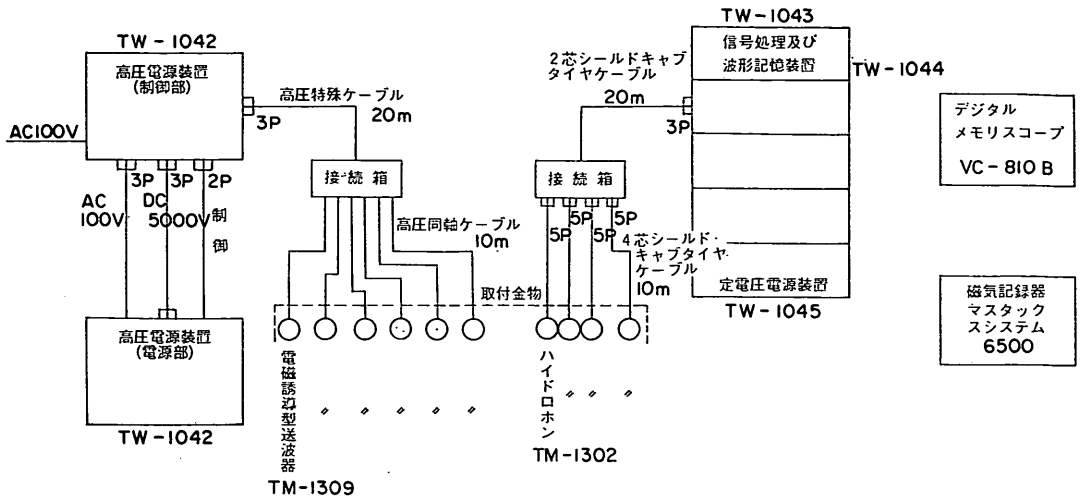 TW-1042
高圧電源装置
(制御部)
AC100V
3P
高圧特殊ケーブル
20m
3P
3P
2P
AC
100V
DC
5000V
制
御
高圧電源装置
(電源部)
TW-1042
接続箱
高圧同軸ケーブル
10m
取付金物
電磁誘導型送波器
〃
〃
〃
〃
〃
TM-1309
2芯シールドキャブ
タイヤケーブル
20m
3P
接続箱
5P
5P
5P
5P
4芯シールド・
キャブタイヤ
ケーブル
10m
ハイドロホン
〃
〃
〃
TM-1302
TW-1043
信号処理及び
波形記憶装置
TW-1044
定電圧電源装置
TW-1045
デジタル
メモリスコープ
VC-810B
磁気記録器
マスタック
スシステム
6500